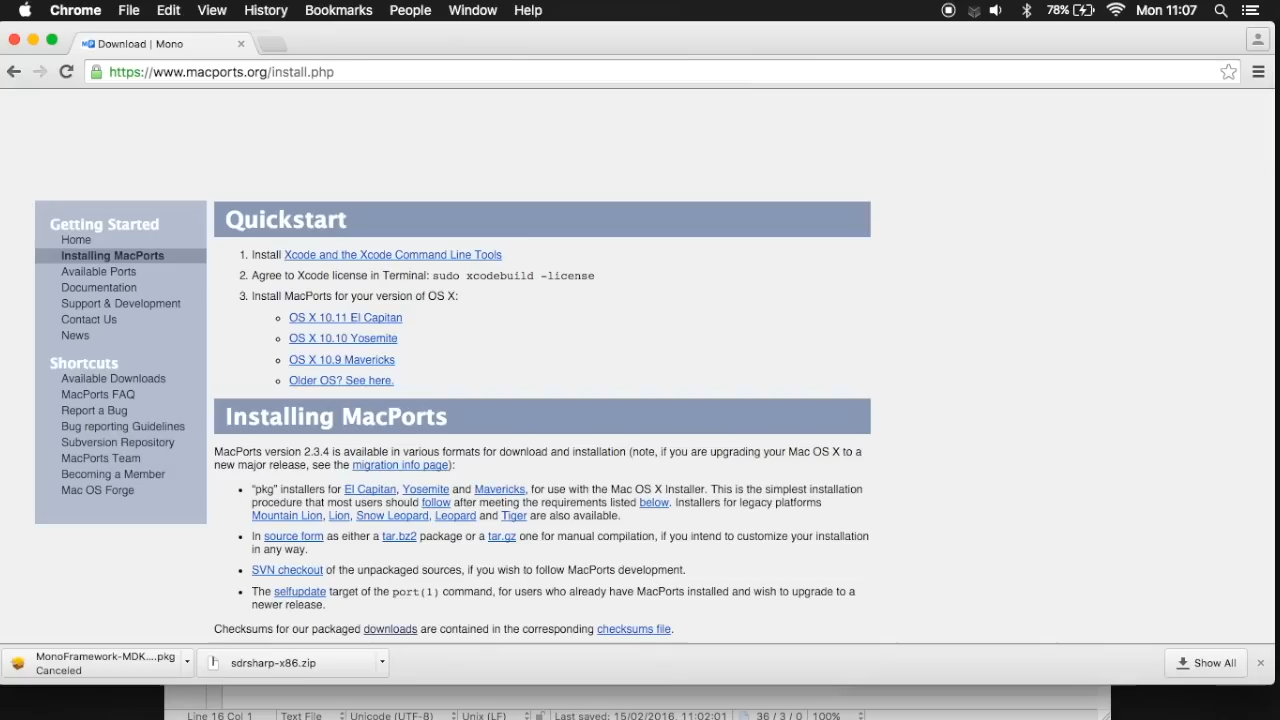 Chrome File Edit View History Bookmarks People Window Help 78% Mon 11:07
Download | Mono
https://www.macports.org/install.php
Getting Started
Home
Installing MacPorts
Available Ports
Documentation
Support & Development
Contact Us
News
Shortcuts
Available Downloads
MacPorts FAQ
Report a Bug
Bug reporting Guidelines
Subversion Repository
MacPorts Team
Becoming a Member
Mac OS Forge
Quickstart
1. Install Xcode and the Xcode Command Line Tools
2. Agree to Xcode license in Terminal: sudo xcodebuild -license
3. Install MacPorts for your version of OS X:
OS X 10.11 El Capitan
OS X 10.10 Yosemite
OS X 10.9 Mavericks
Older OS? See here.
Installing MacPorts
MacPorts version 2.3.4 is available in various formats for download and installation (note, if you are upgrading your Mac OS X to a
new major release, see the migration info page):
• "pkg" installers for El Capitan, Yosemite and Mavericks, for use with the Mac OS X Installer. This is the simplest installation
procedure that most users should follow after meeting the requirements listed below. Installers for legacy platforms
Mountain Lion, Lion, Snow Leopard, Leopard and Tiger are also available.
• In source form as either a tar.bz2 package or a tar.gz one for manual compilation, if you intend to customize your installation
in any way.
• SVN checkout of the unpackaged sources, if you wish to follow MacPorts development.
• The selfupdate target of the port(1) command, for users who already have MacPorts installed and wish to upgrade to a
newer release.
Checksums for our packaged downloads are contained in the corresponding checksums file.
MonoFramework-MDK....pkg
Canceled
sdrsharp-x86.zip
Show All
Line 16 Col 1 Text File Unicode (UTF-8) Unix (LF) Last saved: 15/02/2016, 11:02:01 36 / 3 / 0 100%